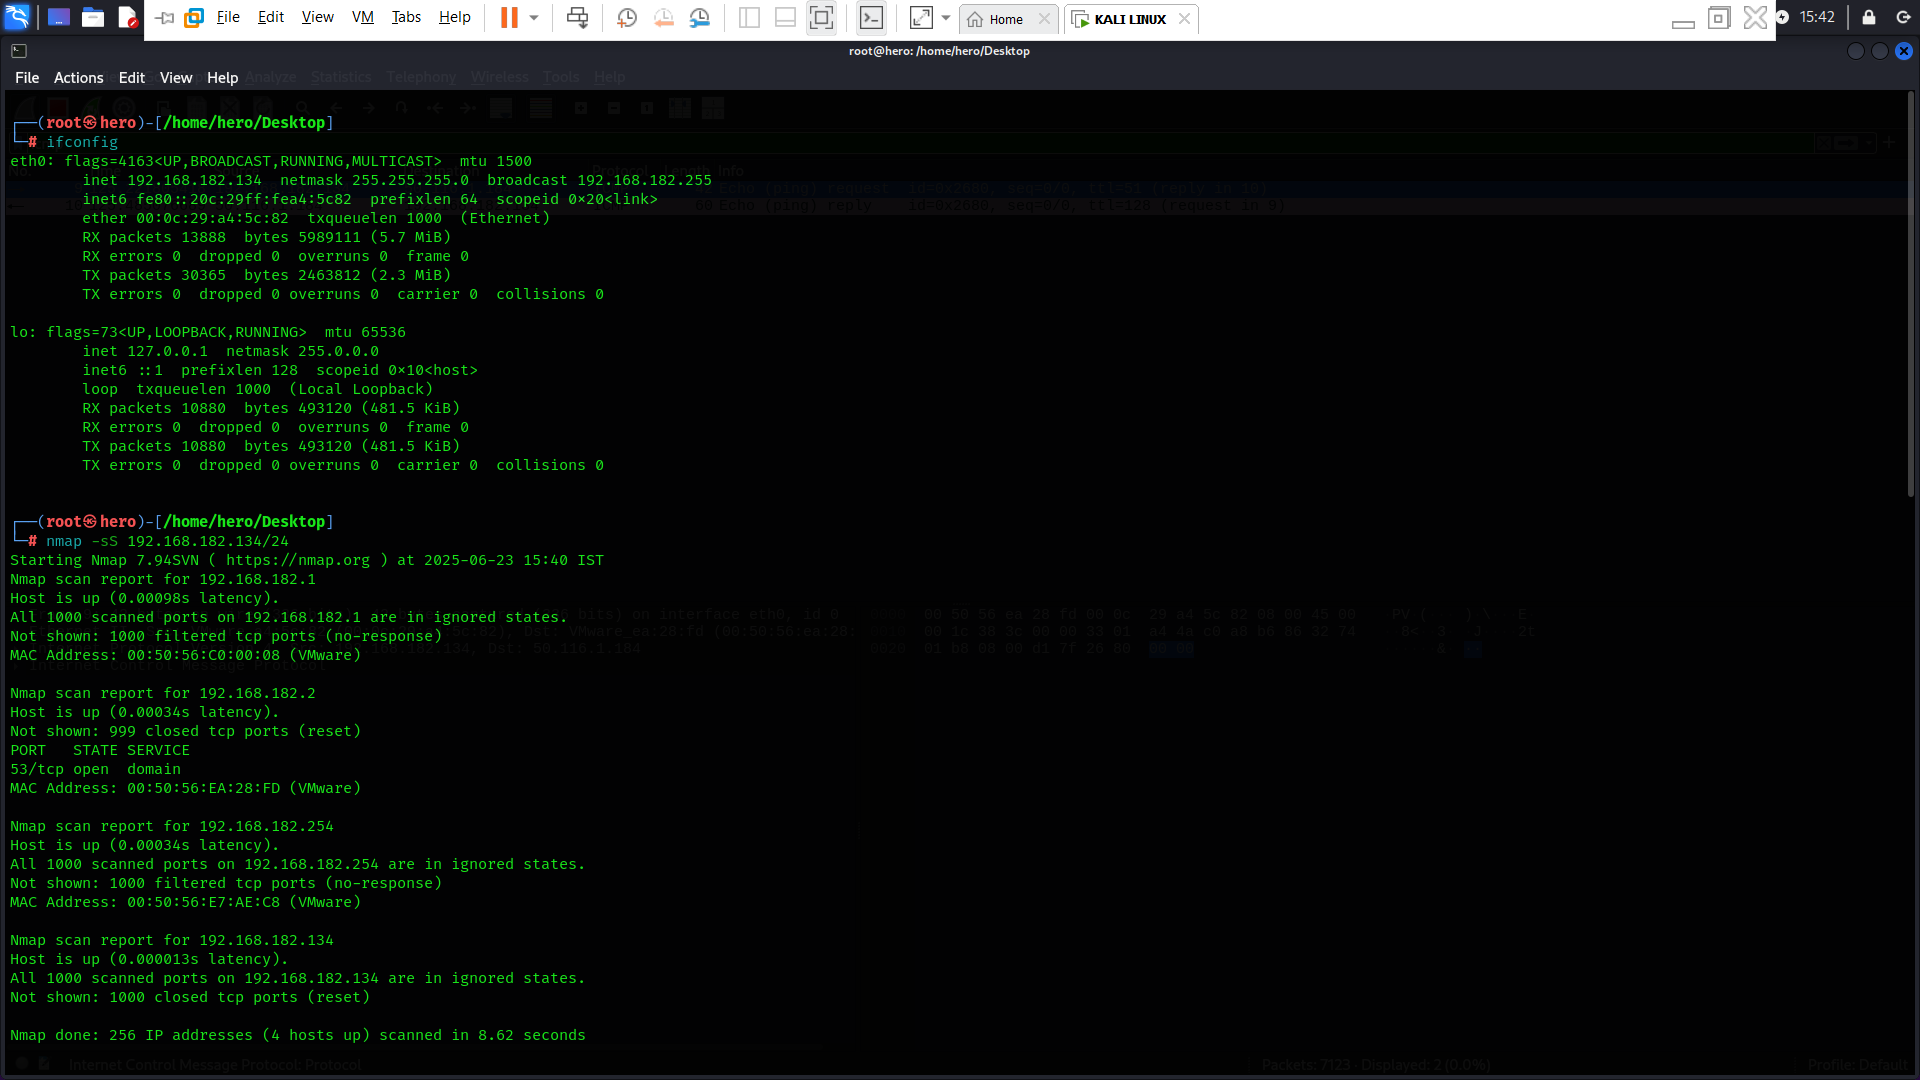 File Edit View VM Tabs Help
Home
KALI LINUX
15:42
root@hero: /home/hero/Desktop
File Actions Edit View Help
Analyze Statistics Telephony Wireless Tools Help
┌──(root㉿hero)-[/home/hero/Desktop]
└─# ifconfig
eth0: flags=4163<UP,BROADCAST,RUNNING,MULTICAST>  mtu 1500
inet 192.168.182.134  netmask 255.255.255.0  broadcast 192.168.182.255
inet6 fe80::20c:29ff:fea4:5c82  prefixlen 64  scopeid 0×20<link>
ether 00:0c:29:a4:5c:82  txqueuelen 1000  (Ethernet)
RX packets 13888  bytes 5989111 (5.7 MiB)
RX errors 0  dropped 0  overruns 0  frame 0
TX packets 30365  bytes 2463812 (2.3 MiB)
TX errors 0  dropped 0 overruns 0  carrier 0  collisions 0
lo: flags=73<UP,LOOPBACK,RUNNING>  mtu 65536
inet 127.0.0.1  netmask 255.0.0.0
inet6 ::1  prefixlen 128  scopeid 0×10<host>
loop  txqueuelen 1000  (Local Loopback)
RX packets 10880  bytes 493120 (481.5 KiB)
RX errors 0  dropped 0  overruns 0  frame 0
TX packets 10880  bytes 493120 (481.5 KiB)
TX errors 0  dropped 0 overruns 0  carrier 0  collisions 0
┌──(root㉿hero)-[/home/hero/Desktop]
└─# nmap -sS 192.168.182.134/24
Starting Nmap 7.94SVN ( https://nmap.org ) at 2025-06-23 15:40 IST
Nmap scan report for 192.168.182.1
Host is up (0.00098s latency).
All 1000 scanned ports on 192.168.182.1 are in ignored states.
Not shown: 1000 filtered tcp ports (no-response)
MAC Address: 00:50:56:C0:00:08 (VMware)
Nmap scan report for 192.168.182.2
Host is up (0.00034s latency).
Not shown: 999 closed tcp ports (reset)
PORT   STATE SERVICE
53/tcp open  domain
MAC Address: 00:50:56:EA:28:FD (VMware)
Nmap scan report for 192.168.182.254
Host is up (0.00034s latency).
All 1000 scanned ports on 192.168.182.254 are in ignored states.
Not shown: 1000 filtered tcp ports (no-response)
MAC Address: 00:50:56:E7:AE:C8 (VMware)
Nmap scan report for 192.168.182.134
Host is up (0.000013s latency).
All 1000 scanned ports on 192.168.182.134 are in ignored states.
Not shown: 1000 closed tcp ports (reset)
Nmap done: 256 IP addresses (4 hosts up) scanned in 8.62 seconds
Internet Control Message Protocol: Protocol
Packets: 7123 · Displayed: 2 (0.0%)
Profile: Default